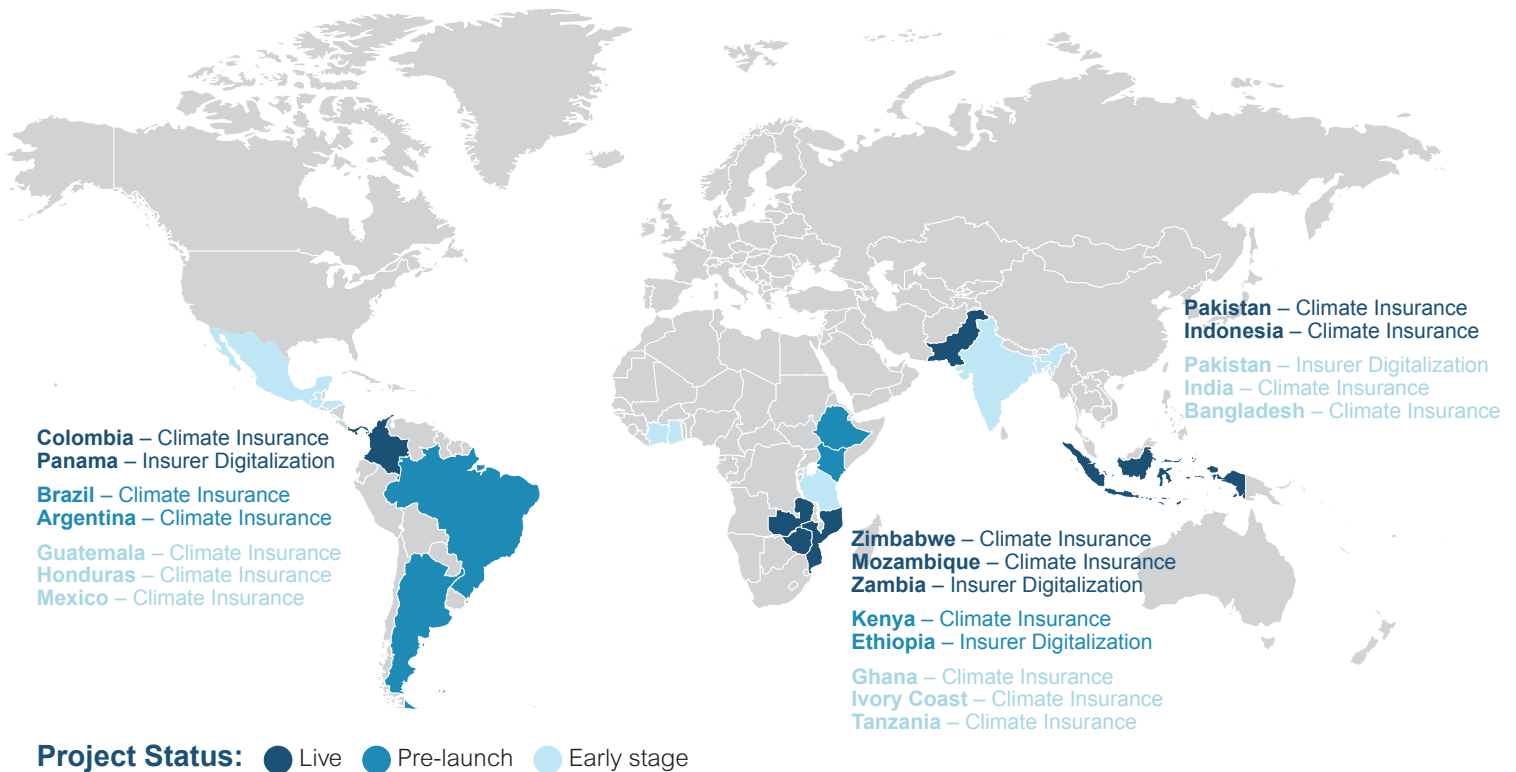 Pakistan – Climate Insurance
Indonesia – Climate Insurance
Pakistan – Insurer Digitalization
India – Climate Insurance
Bangladesh – Climate Insurance
Colombia – Climate Insurance
Panama – Insurer Digitalization
Brazil – Climate Insurance
Argentina – Climate Insurance
Guatemala – Climate Insurance
Honduras – Climate Insurance
Mexico – Climate Insurance
Zimbabwe – Climate Insurance
Mozambique – Climate Insurance
Zambia – Insurer Digitalization
Kenya – Climate Insurance
Ethiopia – Insurer Digitalization
Ghana – Climate Insurance
Ivory Coast – Climate Insurance
Tanzania – Climate Insurance
Project Status: Live Pre-launch Early stage